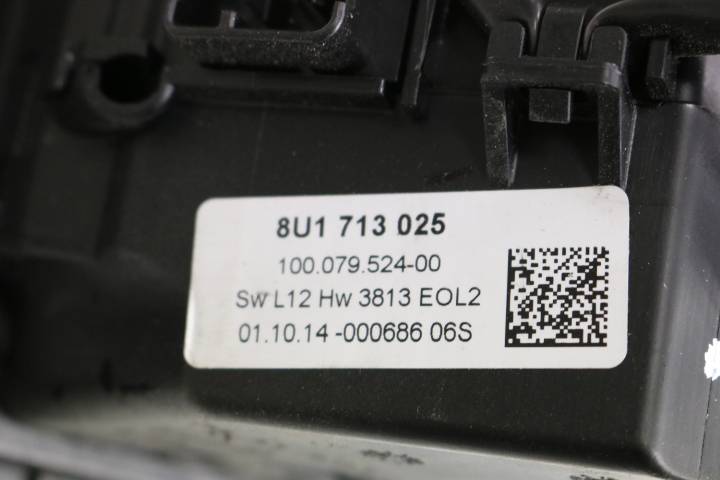 8U1 713 025
100.079.524-00
Sw L12 Hw 3813 EOL2
01.10.14 -000686 06S